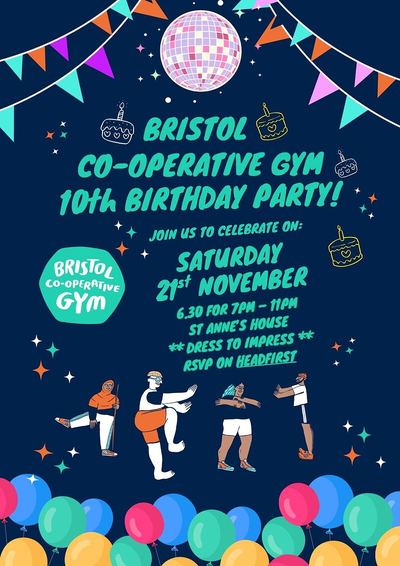 BRISTOL
CO-OPERATIVE GYM
10th BIRTHDAY PARTY!
JOIN US TO CELEBRATE ON:
SATURDAY
21st NOVEMBER
6.30 FOR 7PM - 11PM
ST ANNE'S HOUSE
**DRESS TO IMPRESS **
RSVP ON HEADFIRST
BRISTOL
CO-OPERATIVE
GYM